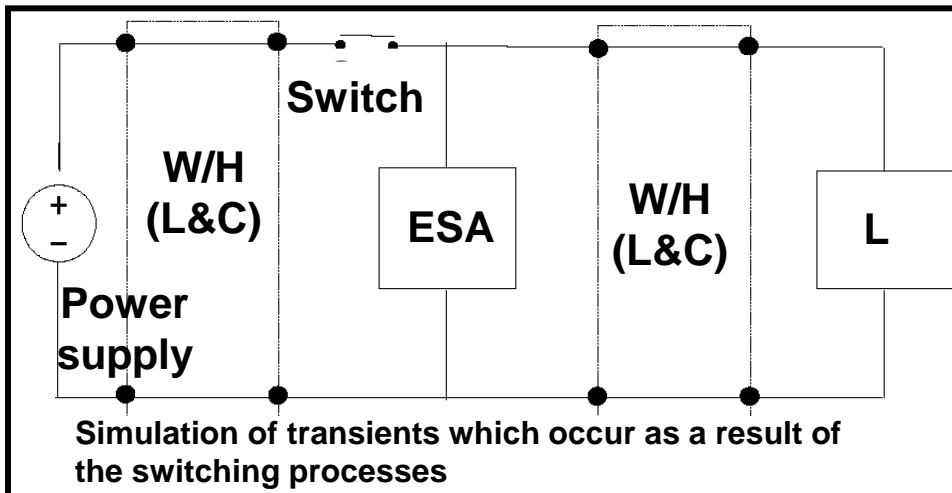 Switch
W/H
(L&C)
ESA
W/H
(L&C)
L
+
−
Power
supply
Simulation of transients which occur as a result of
the switching processes